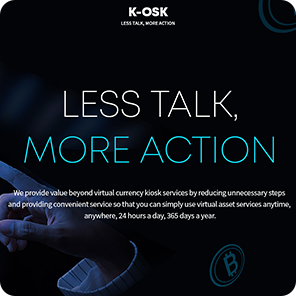 K-OSK
LESS TALK, MORE ACTION
LESS TALK,
MORE ACTION
We provide value beyond virtual currency kiosk services by reducing unnecessary steps
and providing convenient service so that you can simply use virtual asset services anytime,
anywhere, 24 hours a day, 365 days a year.